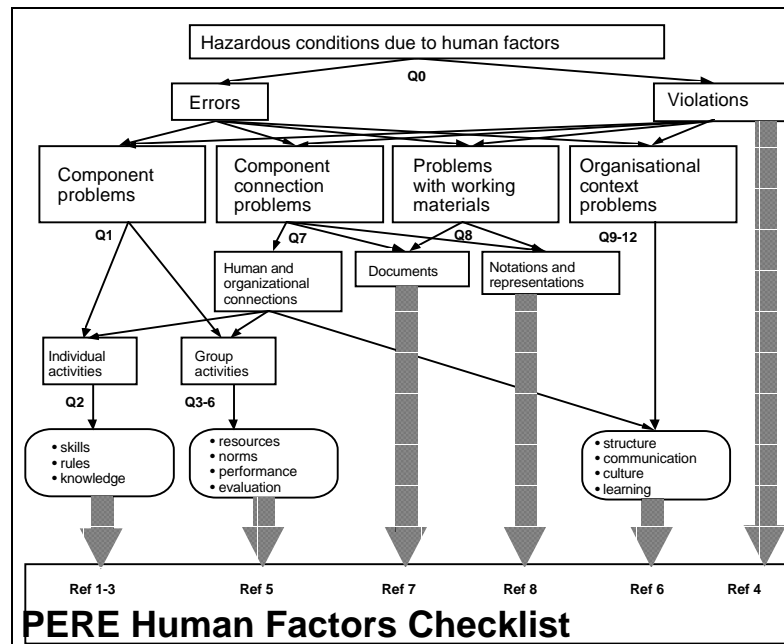 Hazardous conditions due to human factors
Q0
Errors
Violations
Component
problems
Component
connection
problems
Problems
with working
materials
Organisational
context
problems
Q1
Q7
Q8
Q9-12
Human and
organizational
connections
Documents
Notations and
representations
Individual
activities
Group
activities
Q2
Q3-6
• skills
• rules
• knowledge
• resources
• norms
• performance
• evaluation
• structure
• communication
• culture
• learning
Ref 1-3
Ref 5
Ref 7
Ref 8
Ref 6
Ref 4
PERE Human Factors Checklist